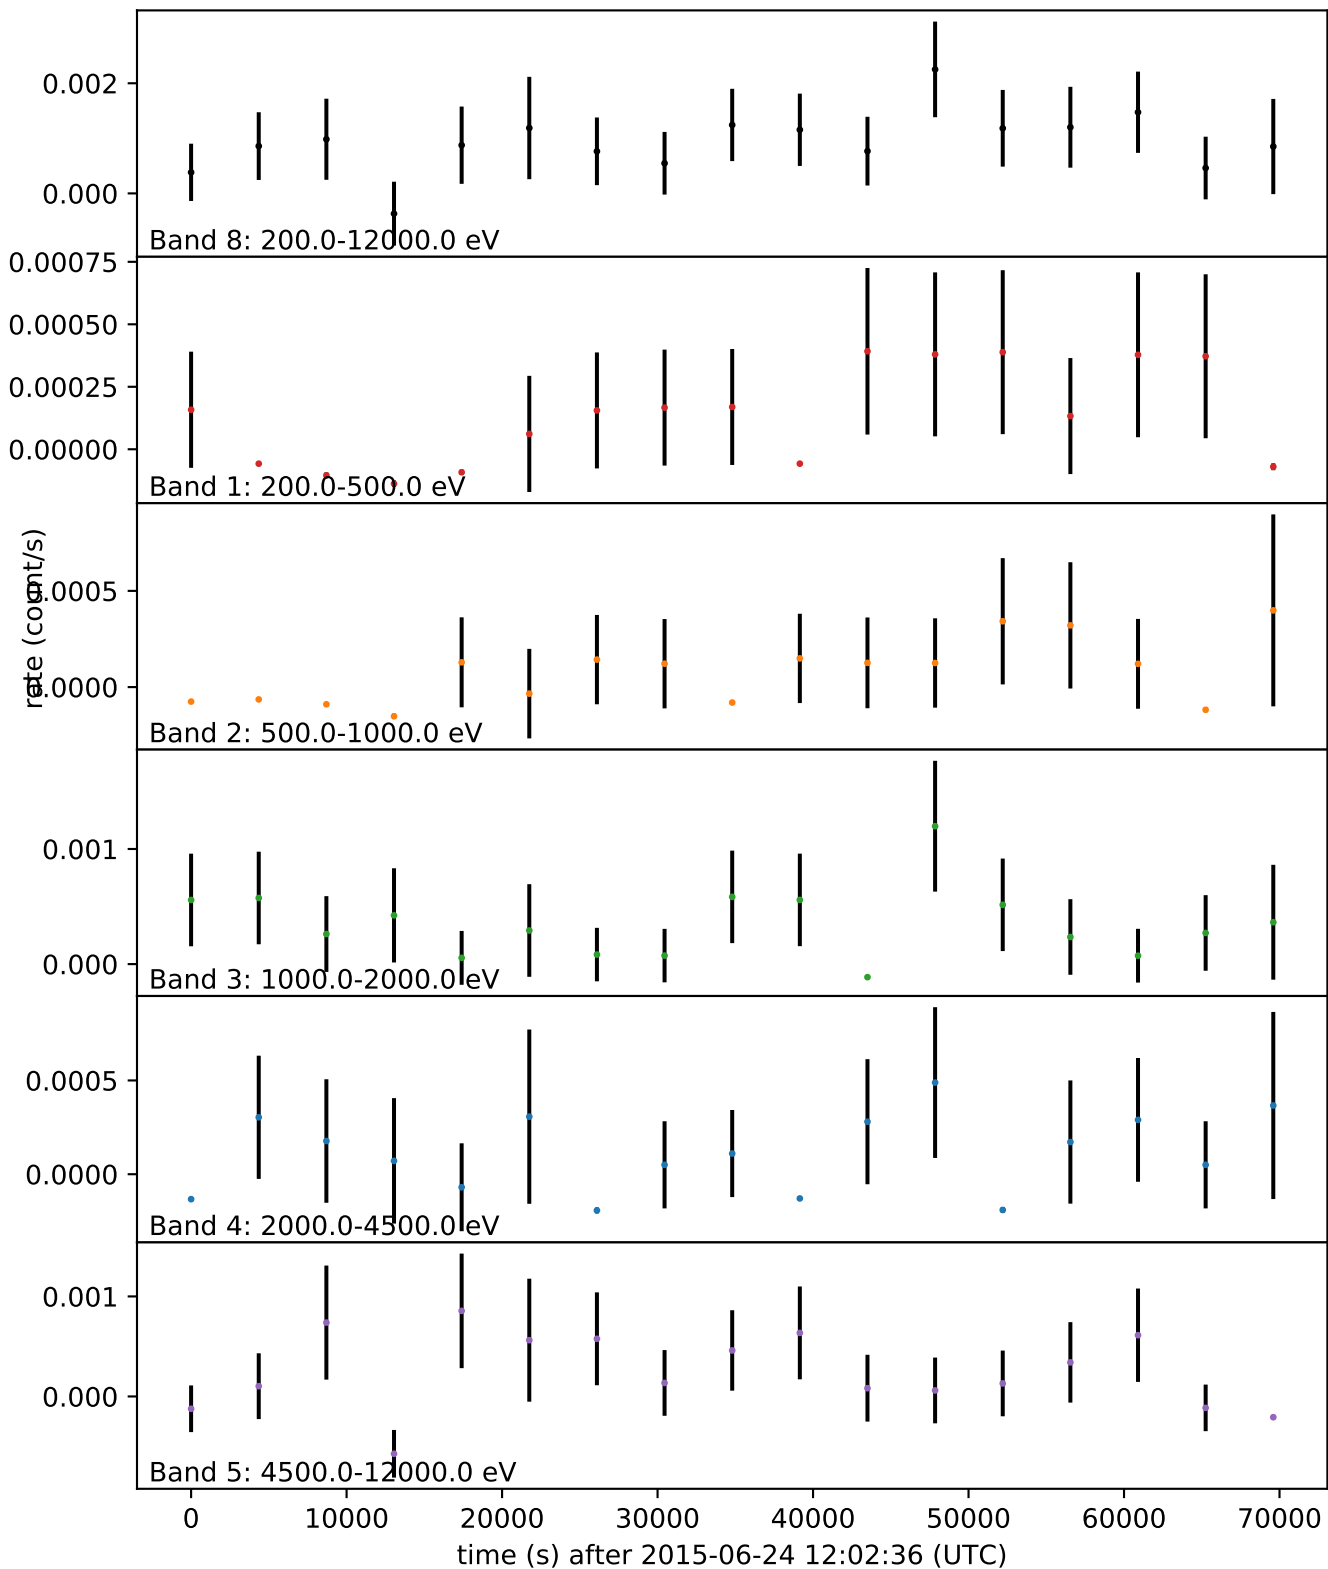 0.002
0.000
Band 8: 200.0-12000.0 eV
0.00075
0.00050
0.00025
0.00000
Band 1: 200.0-500.0 eV
rate (count/s)
0.0005
0.0000
Band 2: 500.0-1000.0 eV
0.001
0.000
Band 3: 1000.0-2000.0 eV
0.0005
0.0000
Band 4: 2000.0-4500.0 eV
0.001
0.000
Band 5: 4500.0-12000.0 eV
0 10000 20000 30000 40000 50000 60000 70000
time (s) after 2015-06-24 12:02:36 (UTC)